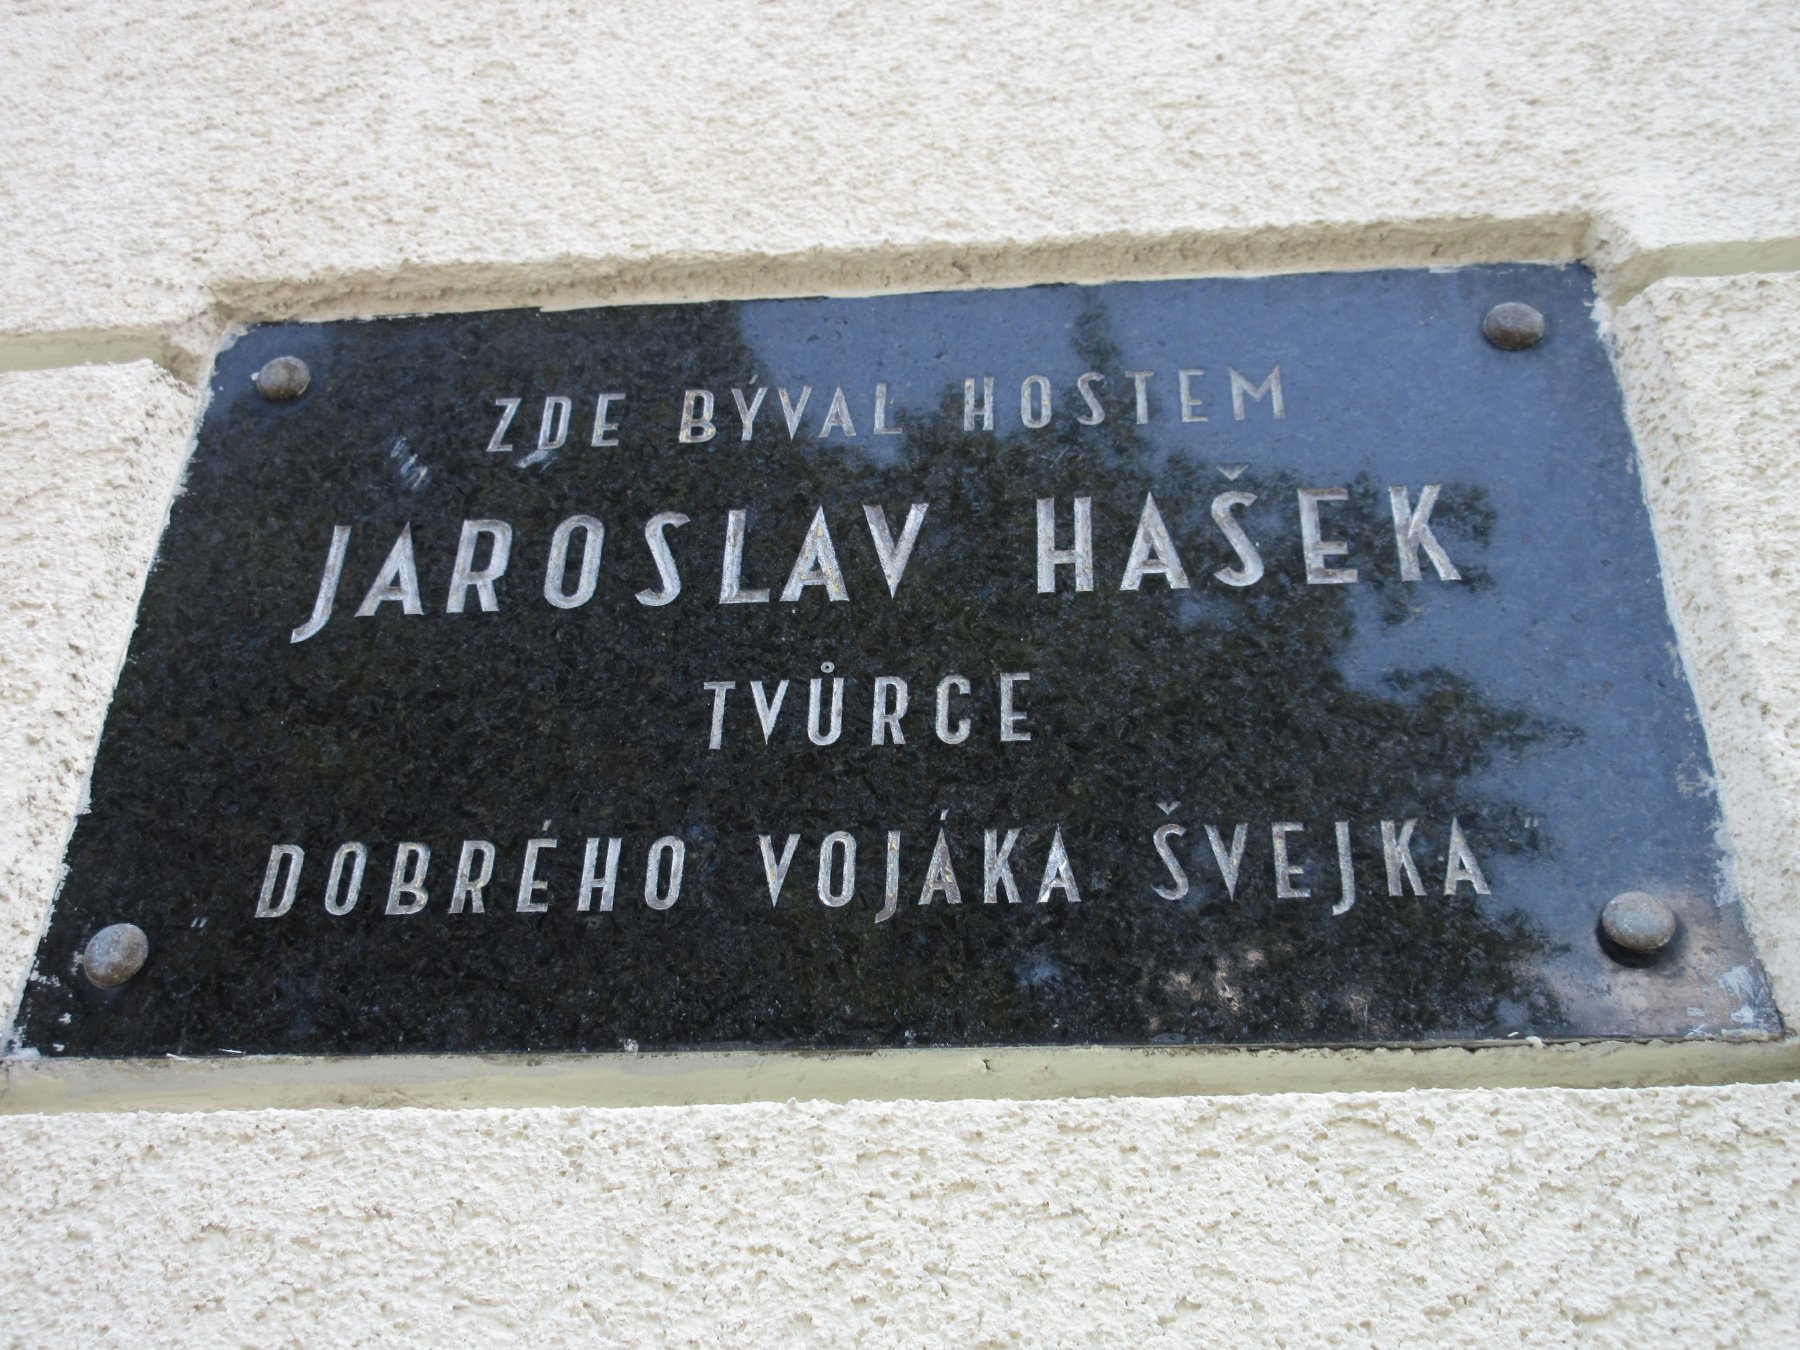 ZDE BÝVAL HOSTEM
JAROSLAV HAŠEK
TVŮRCE
DOBRÉHO VOJÁKA ŠVEJKA